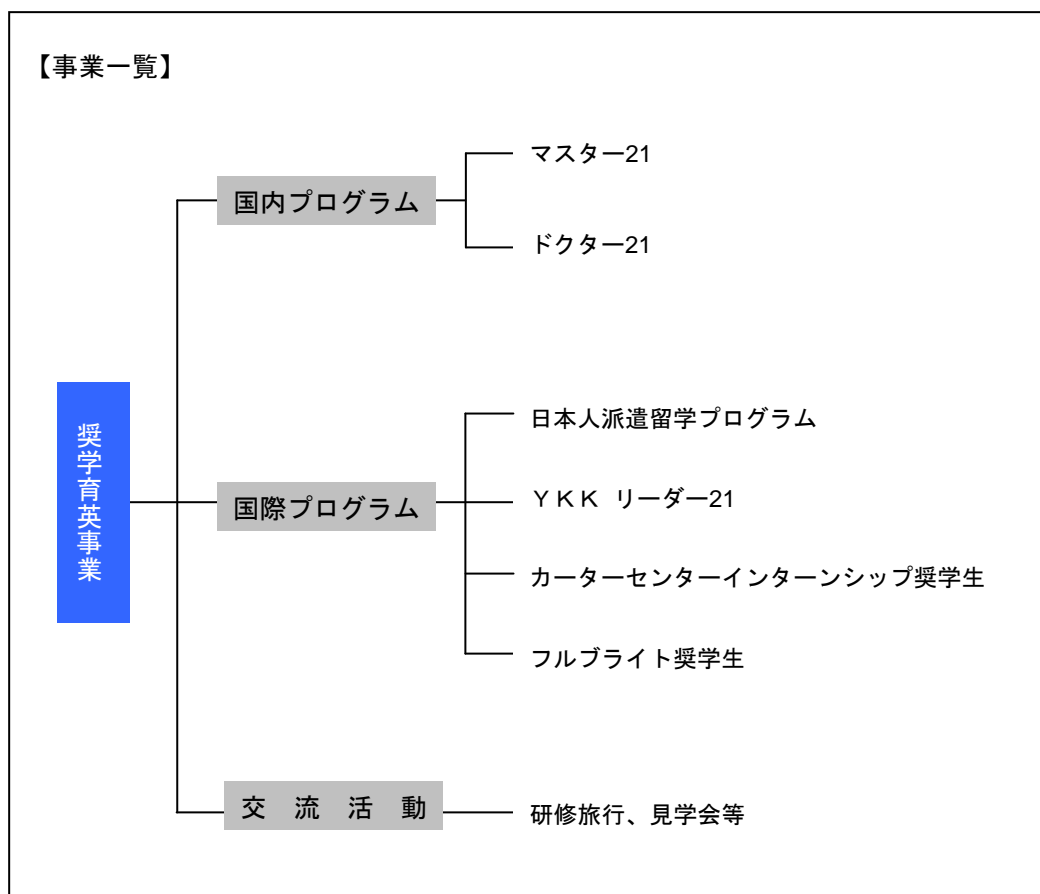 【事業一覧】
奨学育英事業
国内プログラム
マスター21
ドクター21
国際プログラム
日本人派遣留学プログラム
ＹＫＫ リーダー21
カーターセンターインターンシップ奨学生
フルブライト奨学生
交　流　活　動
研修旅行、見学会等